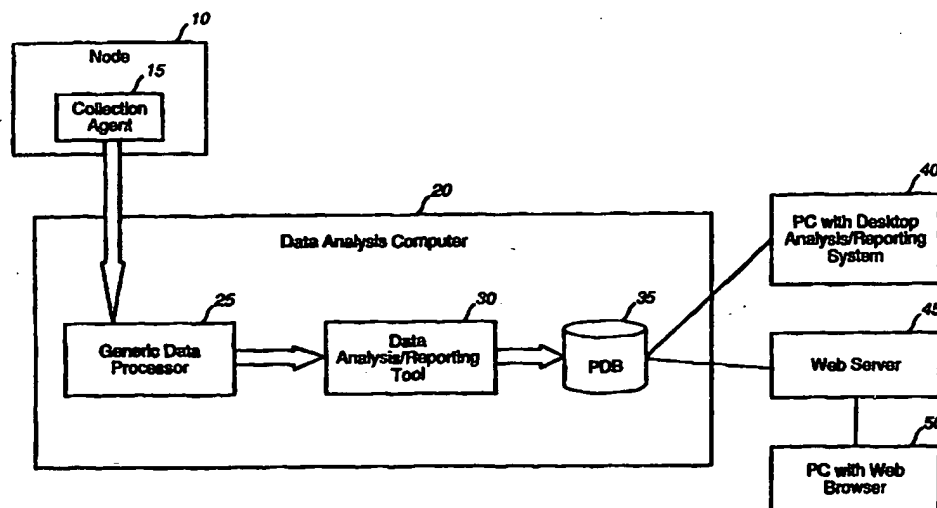 10
Node
15
Collection
Agent
20
Data Analysis Computer
25
Generic Data
Processor
30
Data
Analysis/Reporting
Tool
35
PDB
40
PC with Desktop
Analysis/Reporting
System
45
Web Server
50
PC with Web
Browser